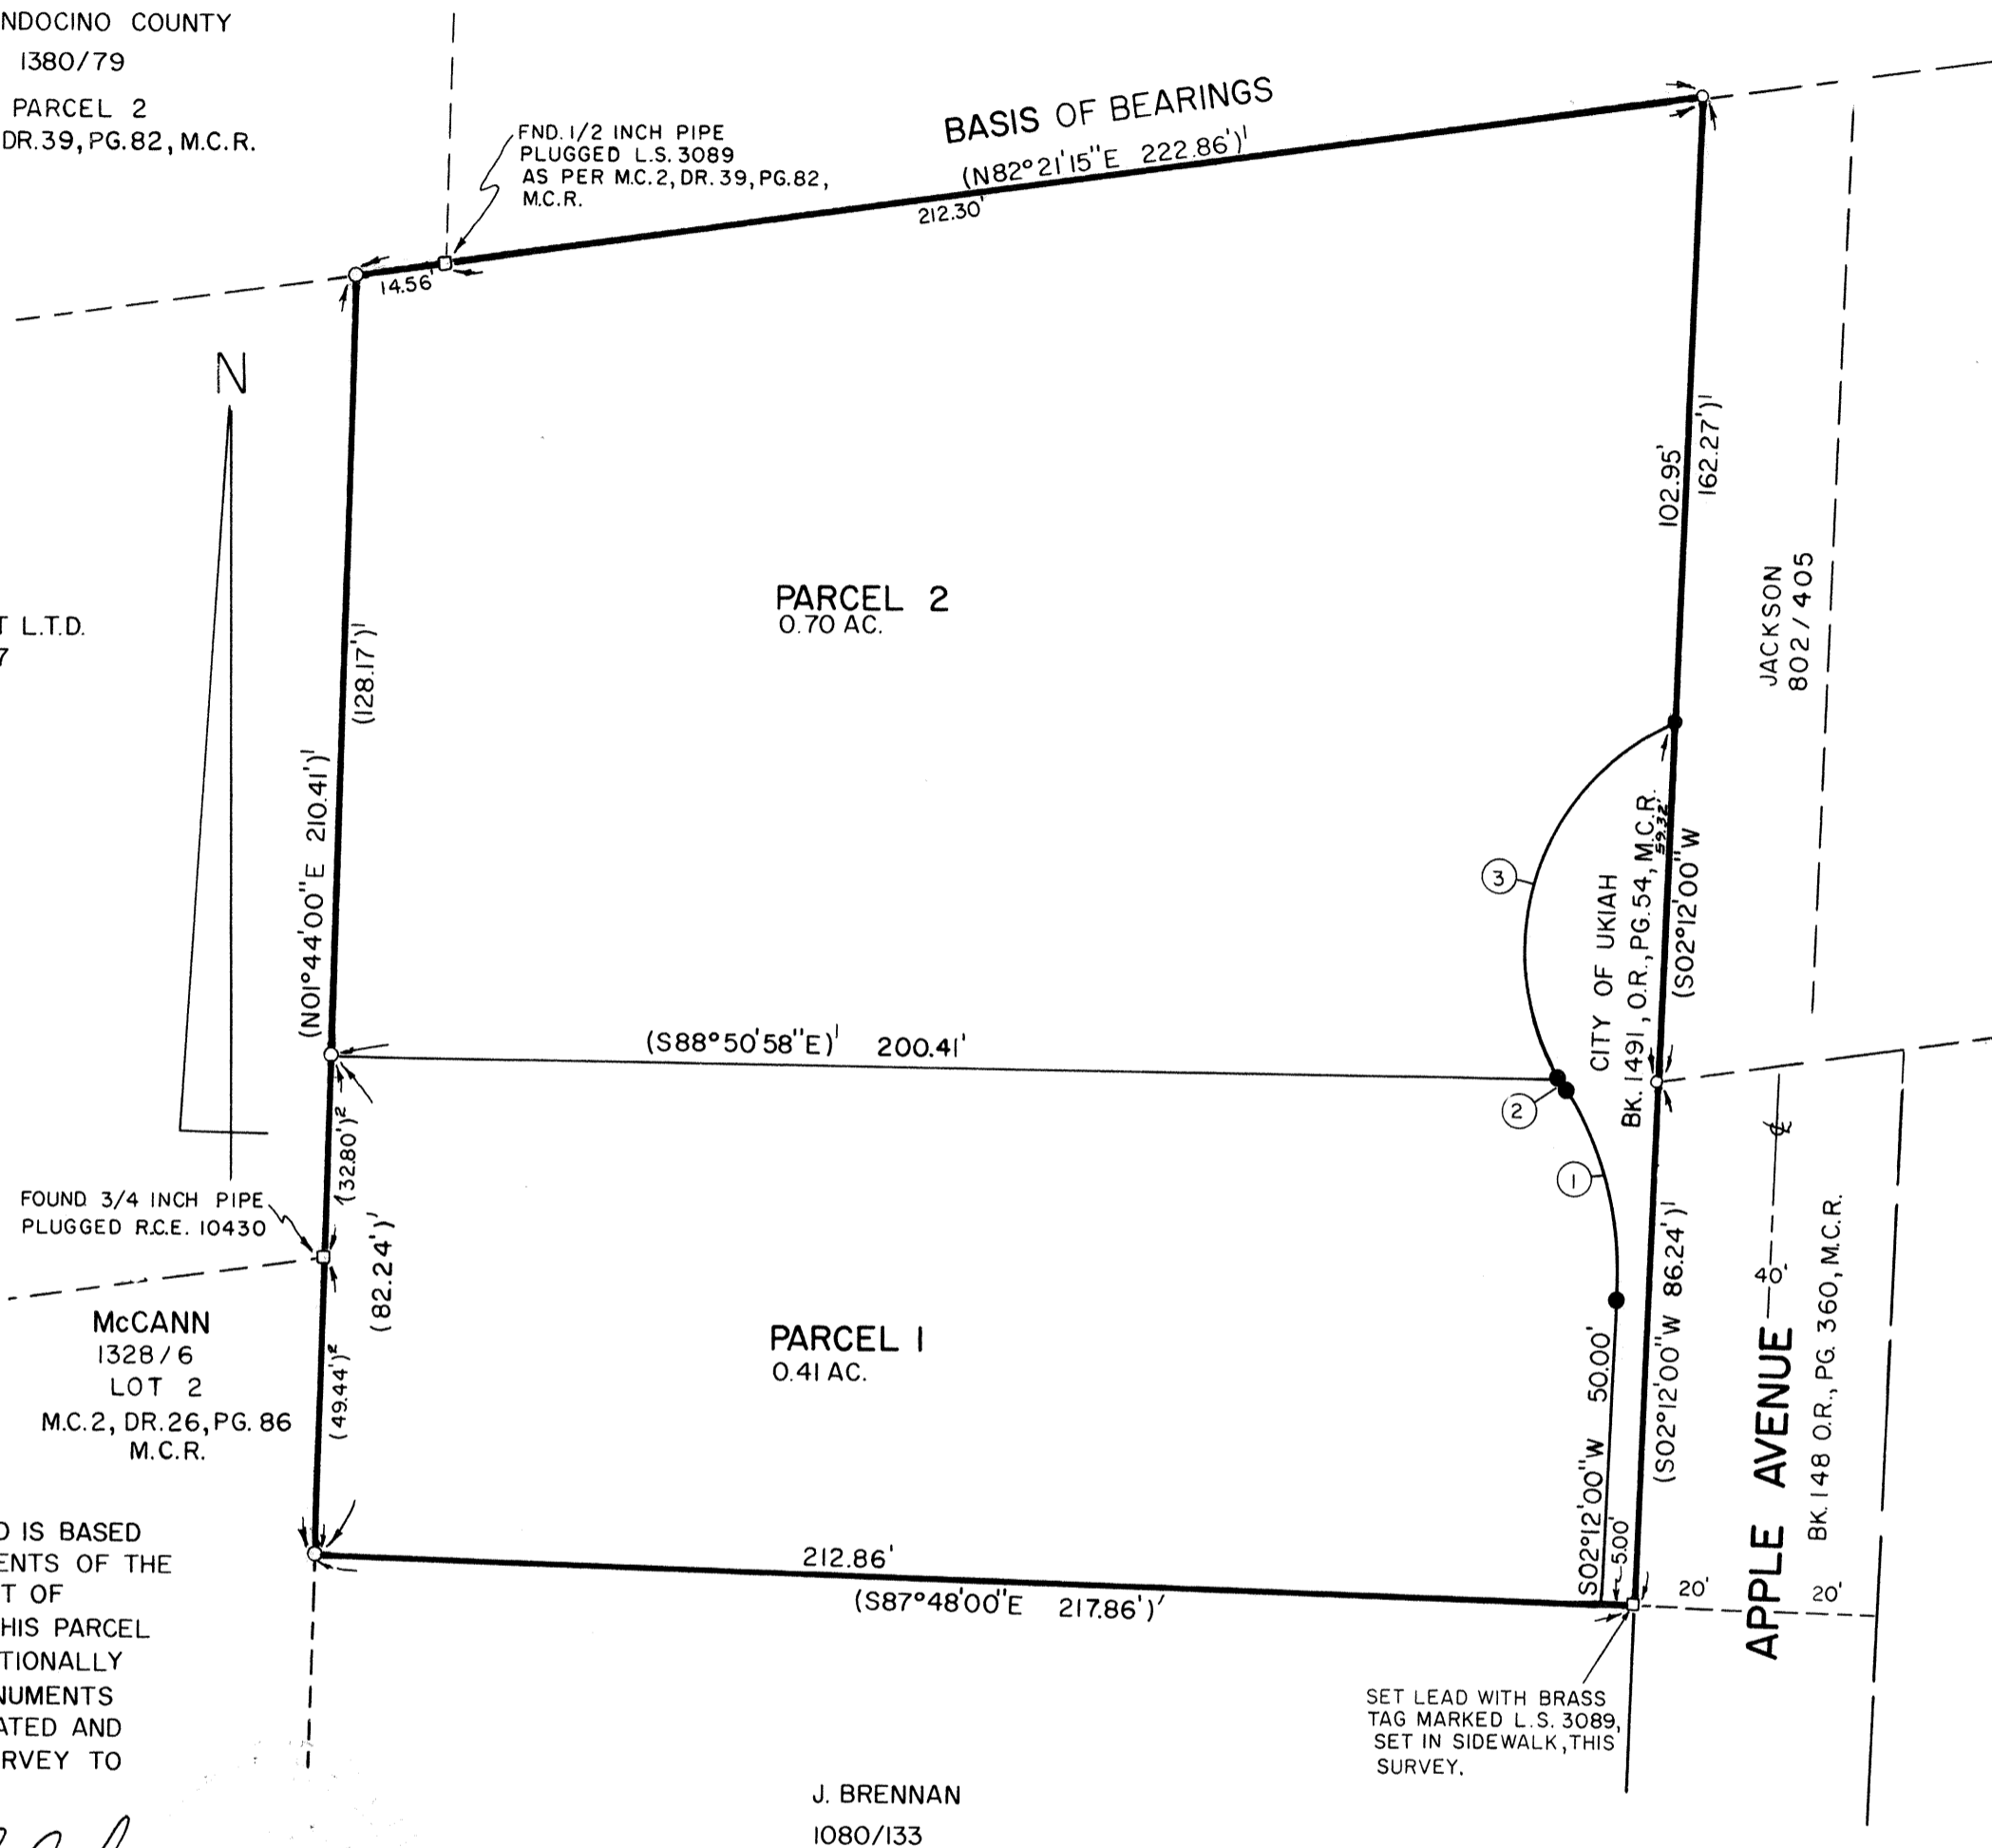 NDOCINO COUNTY
1380/79
PARCEL 2
DR.39, PG.82, M.C.R.
FND. 1/2 INCH PIPE
PLUGGED L.S. 3089
AS PER M.C.2, DR. 39, PG.82,
M.C.R.
BASIS OF BEARINGS
(N82°21'15"E 222.86')¹
212.30'
14.56'
N
T L.T.D.
7
(128.17')¹
(N01°44'00"E 210.41')¹
PARCEL 2
0.70 AC.
102.95'
162.27')¹
(S02°12'00"W
59.32'
JACKSON
802/405
3
CITY OF UKIAH
BK. 1491, O.R., PG.54, M.C.R.
(S88°50'58"E)¹ 200.41'
2
1
(32.80')²
FOUND 3/4 INCH PIPE
PLUGGED R.C.E. 10430
(82.24')'
(49.44')²
McCANN
1328/6
LOT 2
M.C.2, DR.26, PG. 86
M.C.R.
PARCEL 1
0.41 AC.
S02°12'00"W 50.00'
5.00'
(S02°12'00"W 86.24')¹
40'
APPLE AVENUE
BK. 148 O.R., PG. 360, M.C.R.
20'
20'
212.86'
(S87°48'00"E 217.86')'
D IS BASED
ENTS OF THE
T OF
HIS PARCEL
TIONALLY
NUMENTS
ATED AND
RVEY TO
SET LEAD WITH BRASS
TAG MARKED L.S. 3089,
SET IN SIDEWALK, THIS
SURVEY.
J. BRENNAN
1080/133